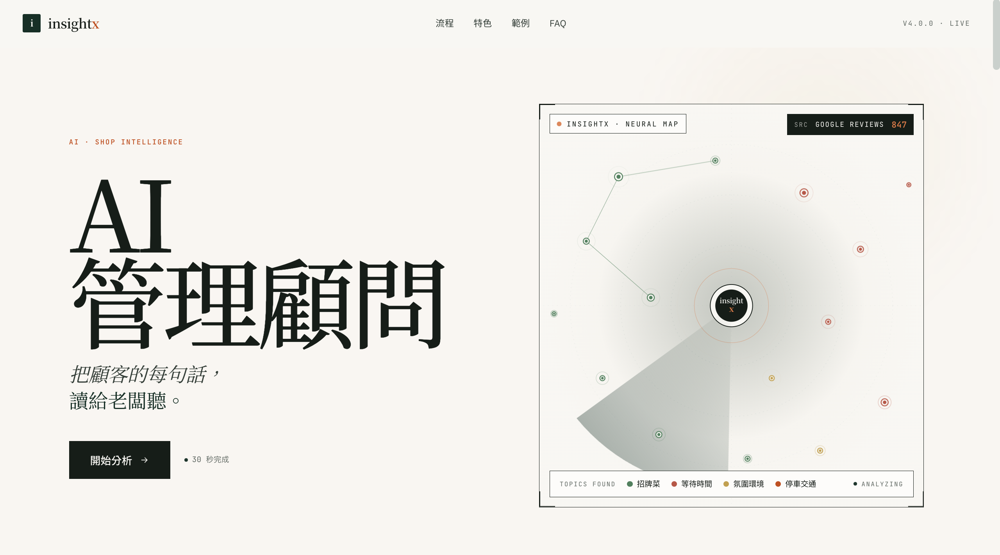 i insightx
流程 特色 範例 FAQ
V4.0.0 · LIVE
AI · SHOP INTELLIGENCE
AI
管理顧問
把顧客的每句話，
讀給老闆聽。
開始分析 →
30 秒完成
INSIGHTX · NEURAL MAP
SRC GOOGLE REVIEWS 847
insight
x
TOPICS FOUND 招牌菜 等待時間 氛圍環境 停車交通 ANALYZING